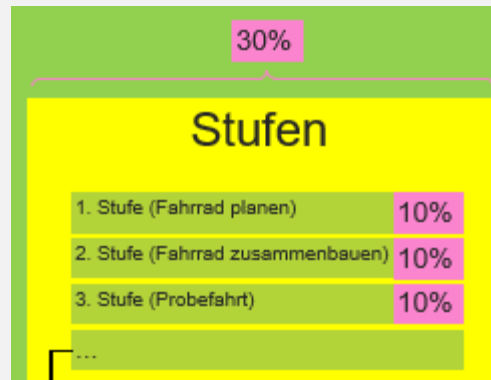 30%
Stufen
1. Stufe (Fahrrad planen) 10%
2. Stufe (Fahrrad zusammenbauen) 10%
3. Stufe (Probefahrt) 10%
...